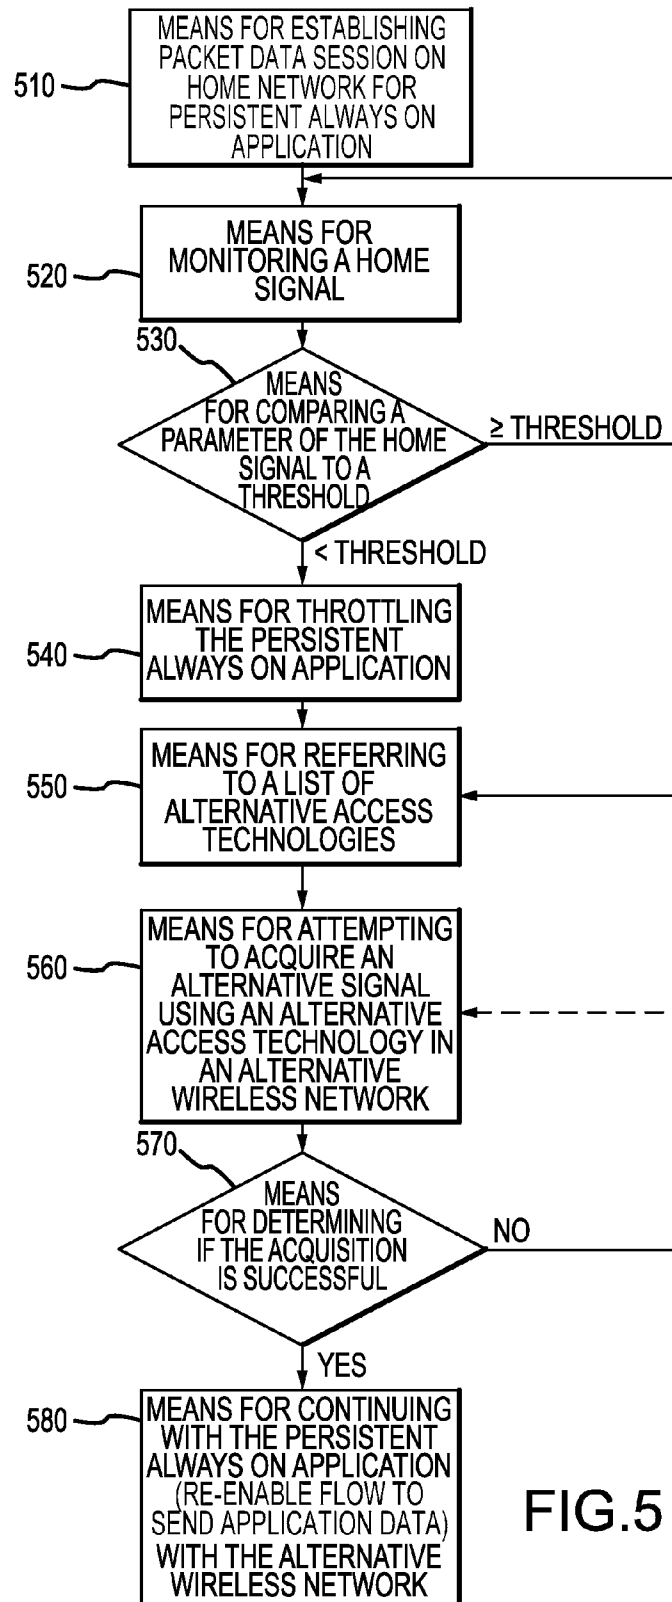 MEANS FOR ESTABLISHING
PACKET DATA SESSION ON
HOME NETWORK FOR
PERSISTENT ALWAYS ON
APPLICATION
510
MEANS FOR
MONITORING A HOME
SIGNAL
520
530
MEANS
FOR COMPARING A
PARAMETER OF THE HOME
SIGNAL TO A
THRESHOLD
≥ THRESHOLD
< THRESHOLD
MEANS FOR THROTTLING
THE PERSISTENT
ALWAYS ON APPLICATION
540
MEANS FOR REFERRING
TO A LIST OF
ALTERNATIVE ACCESS
TECHNOLOGIES
550
MEANS FOR ATTEMPTING
TO ACQUIRE AN
ALTERNATIVE SIGNAL
USING AN ALTERNATIVE
ACCESS TECHNOLOGY IN
AN ALTERNATIVE
WIRELESS NETWORK
560
570
MEANS
FOR DETERMINING
IF THE ACQUISITION
IS SUCCESSFUL
NO
YES
MEANS FOR CONTINUING
WITH THE PERSISTENT
ALWAYS ON APPLICATION
(RE-ENABLE FLOW TO
SEND APPLICATION DATA)
WITH THE ALTERNATIVE
WIRELESS NETWORK
580
FIG.5